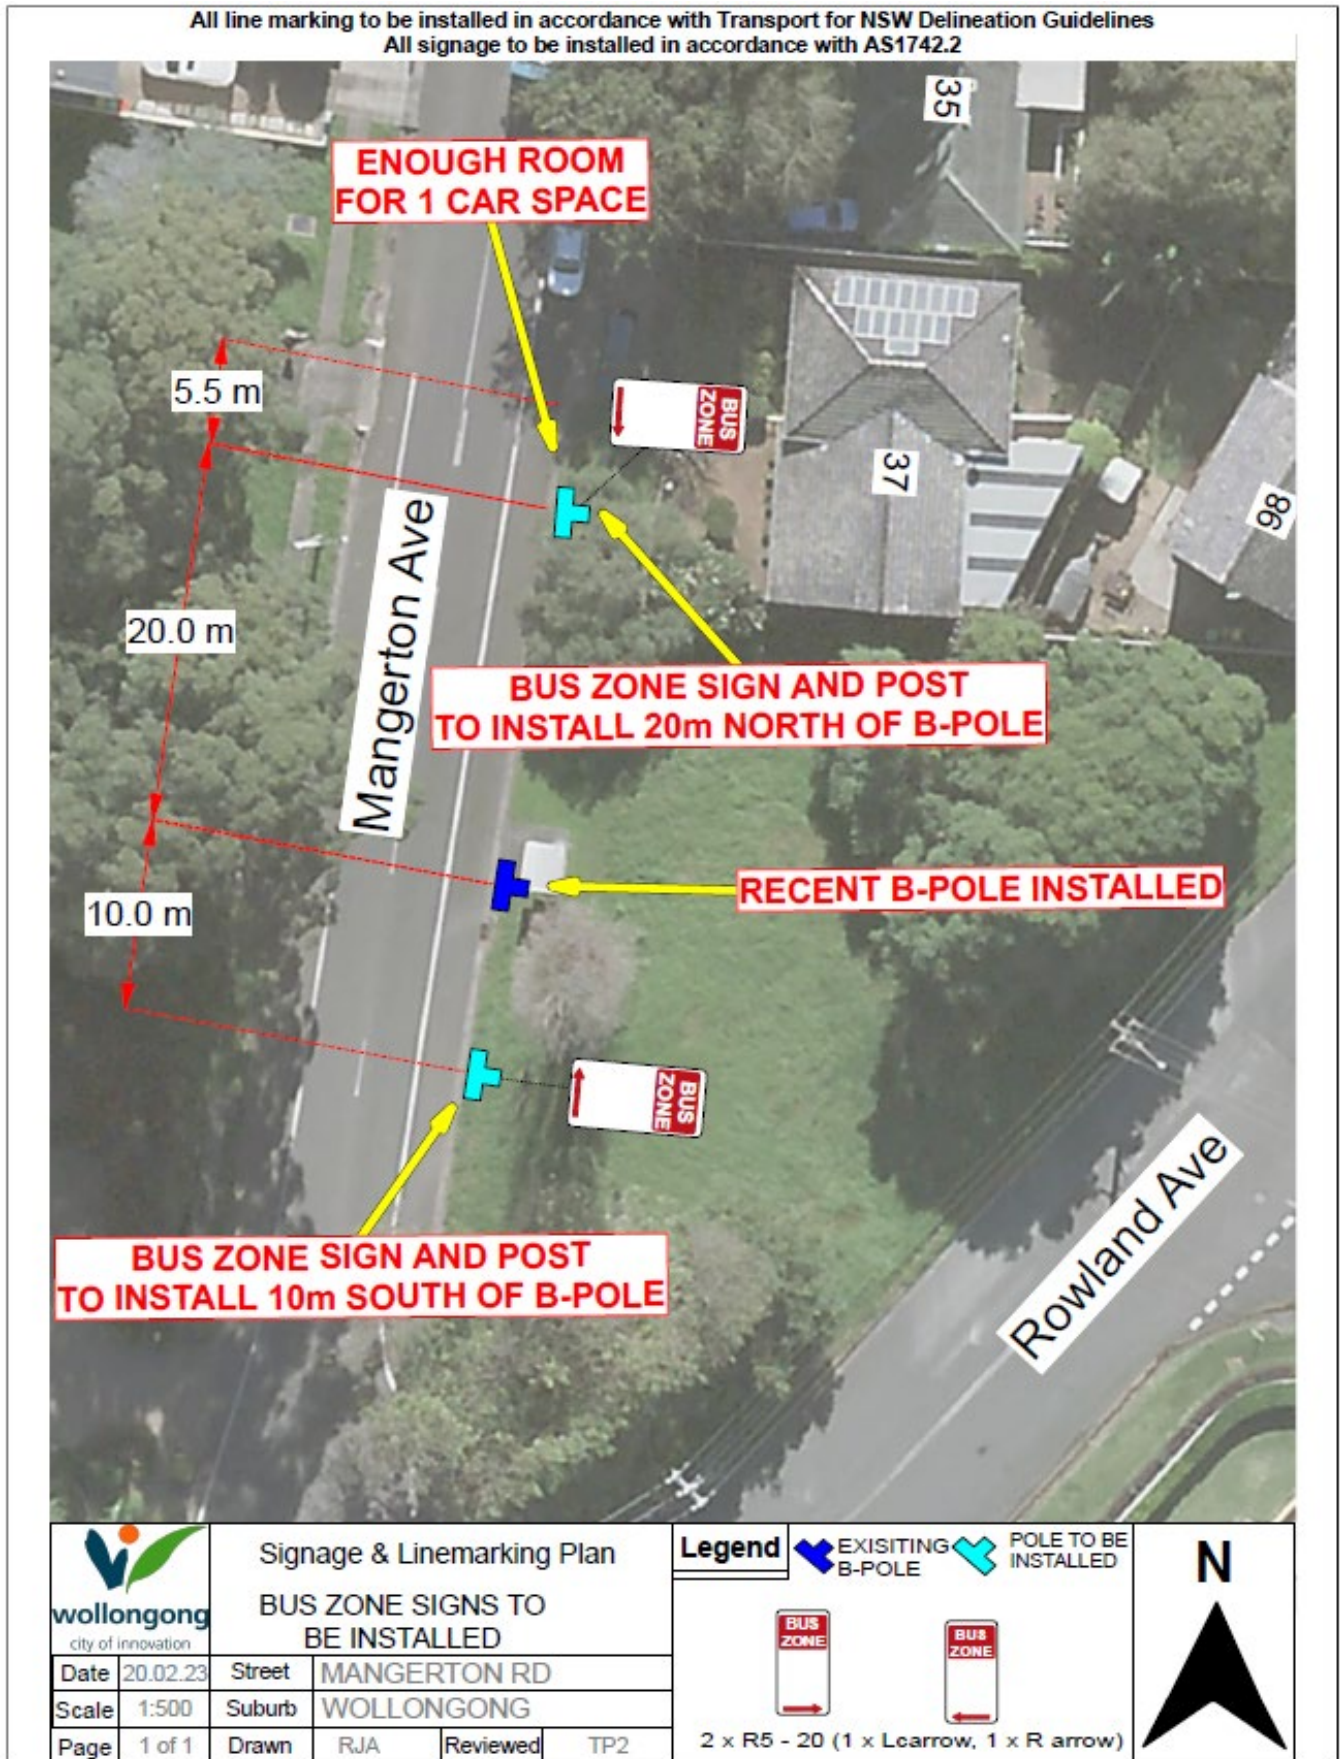 All line marking to be installed in accordance with Transport for NSW Delineation Guidelines
All signage to be installed in accordance with AS1742.2
35
ENOUGH ROOM
FOR 1 CAR SPACE
5.5 m
BUS
ZONE
37
98
Mangerton Ave
20.0 m
BUS ZONE SIGN AND POST
TO INSTALL 20m NORTH OF B-POLE
RECENT B-POLE INSTALLED
10.0 m
BUS
ZONE
Rowland Ave
BUS ZONE SIGN AND POST
TO INSTALL 10m SOUTH OF B-POLE
wollongong
city of innovation
Signage & Linemarking Plan
BUS ZONE SIGNS TO
BE INSTALLED
Date 20.02.23 Street MANGERTON RD
Scale 1:500 Suburb WOLLONGONG
Page 1 of 1 Drawn RJA Reviewed TP2
Legend
EXISITING
B-POLE
POLE TO BE
INSTALLED
BUS
ZONE
BUS
ZONE
2 x R5 - 20 (1 x Lcarrow, 1 x R arrow)
N